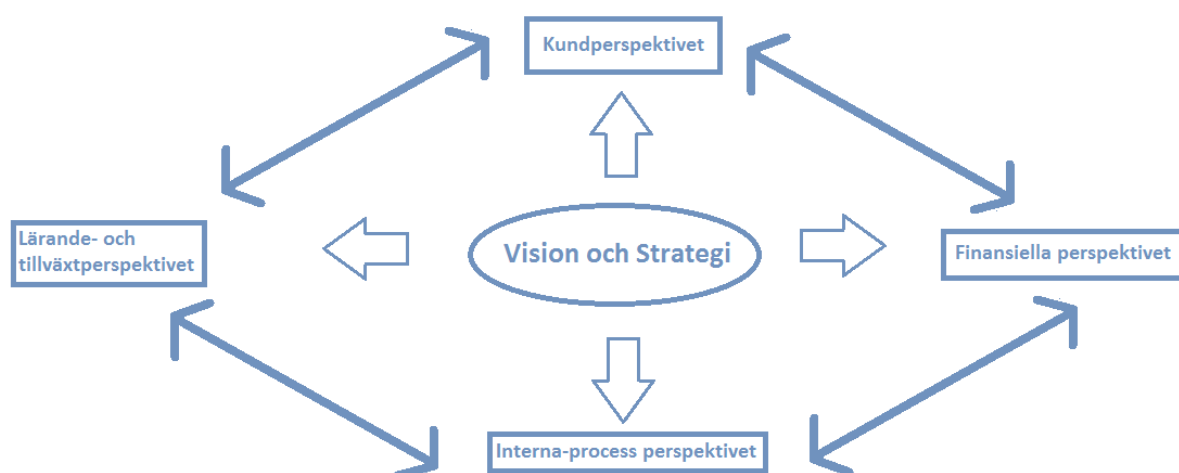 Kundperspektivet
Lärande- och
tillväxtperspektivet
Vision och Strategi
Finansiella perspektivet
Interna-process perspektivet